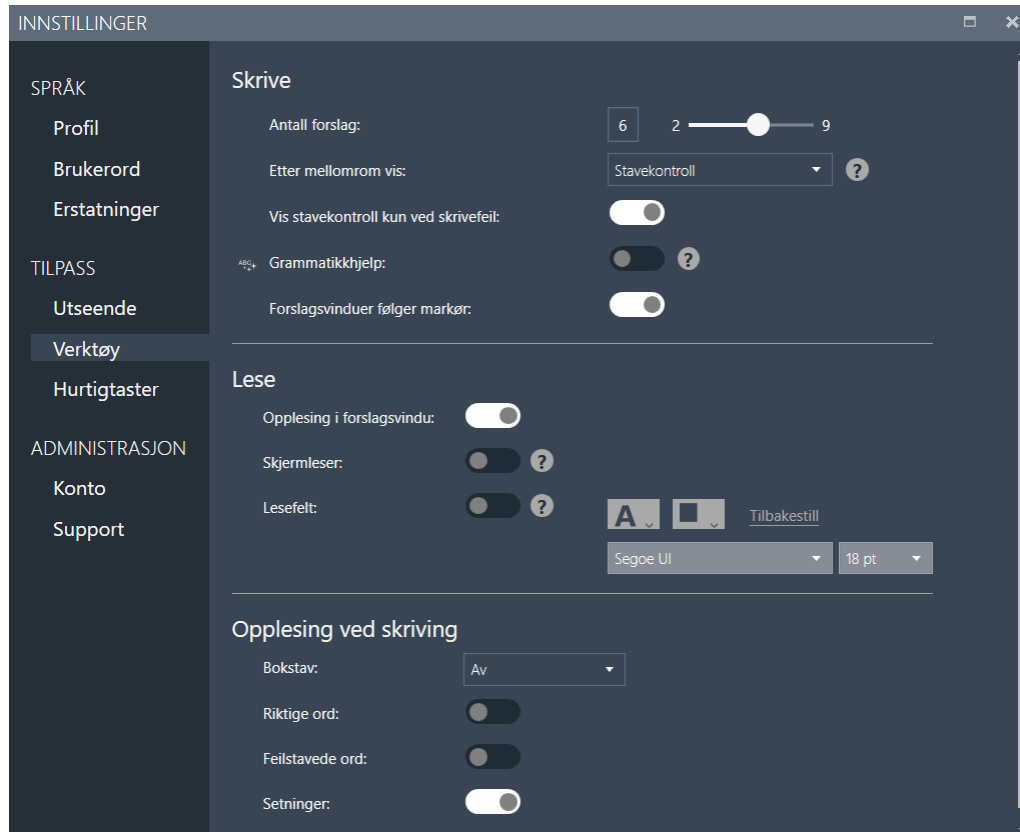 INNSTILLINGER
SPRÅK
Profil
Brukerord
Erstatninger
TILPASS
Utseende
Verktøy
Hurtigtaster
ADMINISTRASJON
Konto
Support
Skrive
Antall forslag: 6 2 9
Etter mellomrom vis: Stavekontroll ?
Vis stavekontroll kun ved skrivefeil:
ABC Grammatikkhjelp: ?
Forslagsvinduer følger markør:
Lese
Opplesing i forslagsvindu:
Skjermleser: ?
Lesefelt: ? A Tilbakestill
Segoe UI 18 pt
Opplesing ved skriving
Bokstav: Av
Riktige ord:
Feilstavede ord:
Setninger: